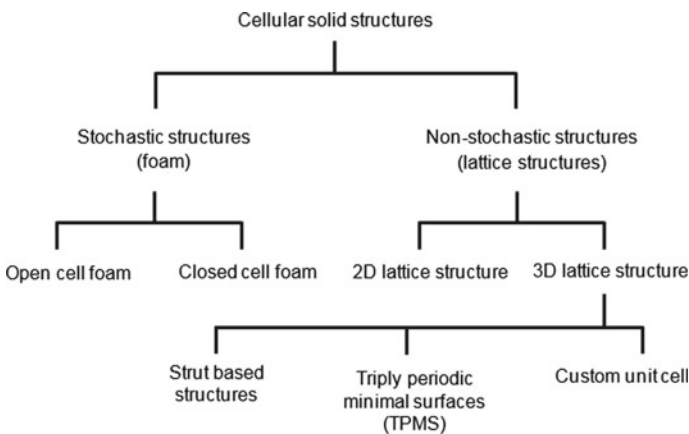 Cellular solid structures
Stochastic structures
(foam)
Non-stochastic structures
(lattice structures)
Open cell foam
Closed cell foam
2D lattice structure
3D lattice structure
Strut based
structures
Triply periodic
minimal surfaces
(TPMS)
Custom unit cell